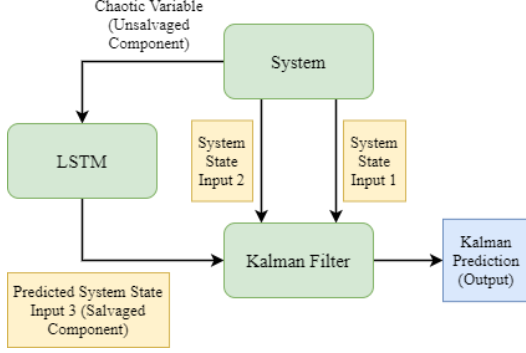 Chaotic Variable
(Unsalvaged
Component)
System
System
State
Input 2
System
State
Input 1
LSTM
Kalman Filter
Kalman
Prediction
(Output)
Predicted System State
Input 3 (Salvaged
Component)